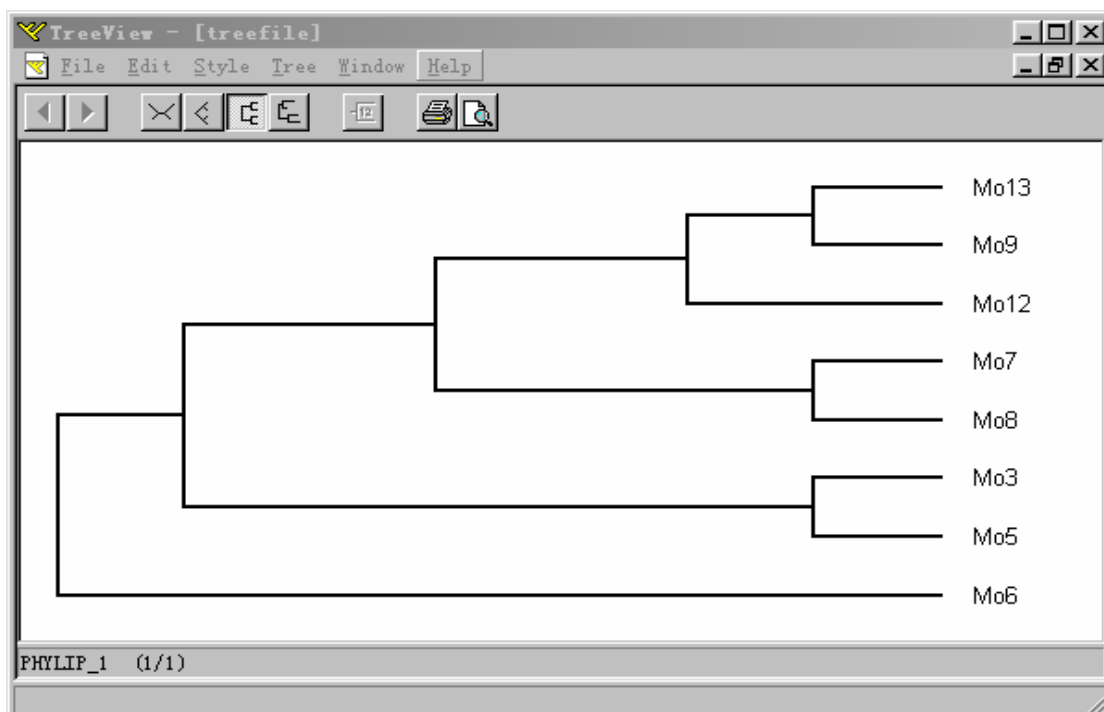 TreeView - [treefile]
File Edit Style Tree Window Help
12
Mo13
Mo9
Mo12
Mo7
Mo8
Mo3
Mo5
Mo6
PHYLIP_1 (1/1)